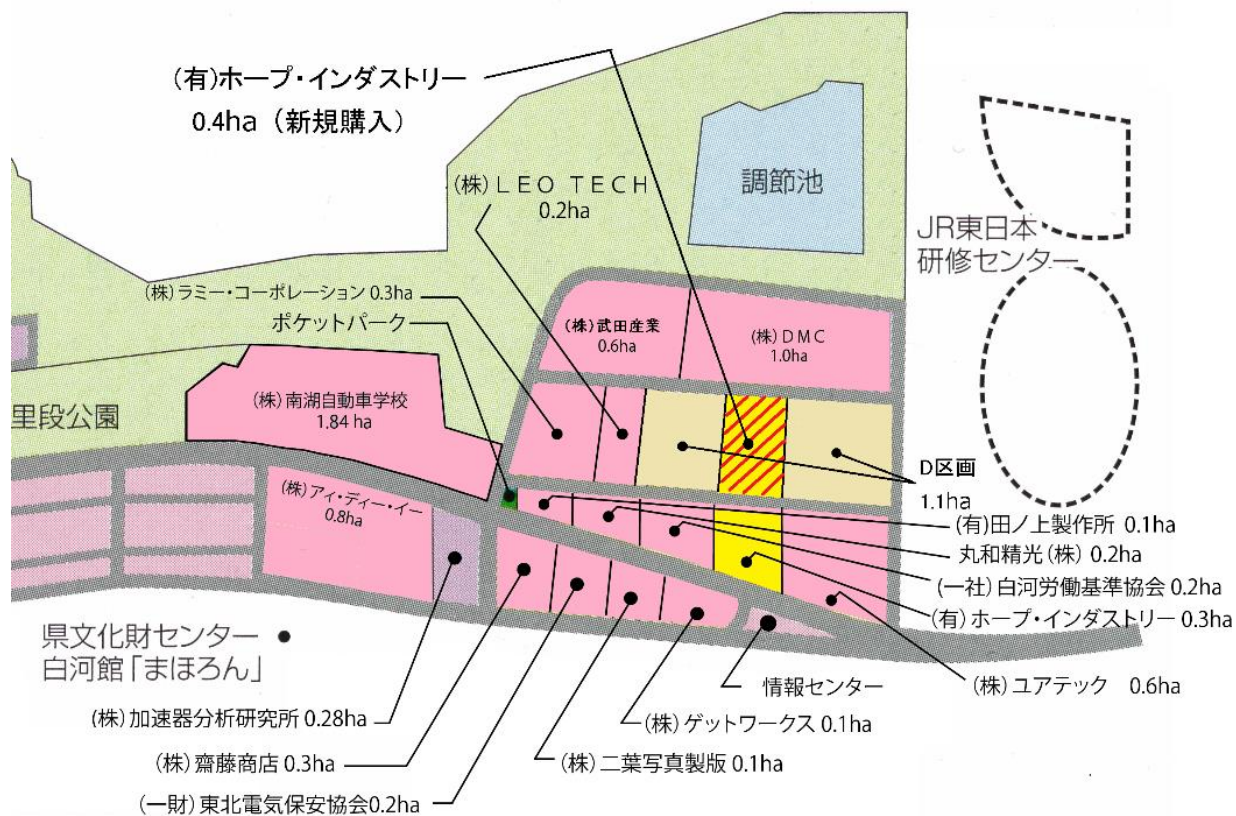 (有)ホープ・インダストリー
0.4ha（新規購入）
(株)ＬＥＯ ＴＥＣＨ
0.2ha
調節池
JR東日本
研修センター
(株)ラミー・コーポレーション 0.3ha
ポケットパーク
(株)武田産業
0.6ha
(株)ＤＭＣ
1.0ha
(株)南湖自動車学校
1.84 ha
里段公園
D区画
1.1ha
(株)アィ・ディー・イー
0.8ha
(有)田ノ上製作所 0.1ha
丸和精光(株) 0.2ha
(一社)白河労働基準協会 0.2ha
(有)ホープ・インダストリー 0.3ha
県文化財センター
白河館「まほろん」
情報センター
(株)ユアテック 0.6ha
(株)加速器分析研究所 0.28ha
(株)ゲットワークス 0.1ha
(株)齋藤商店 0.3ha
(株)二葉写真製版 0.1ha
(一財)東北電気保安協会0.2ha